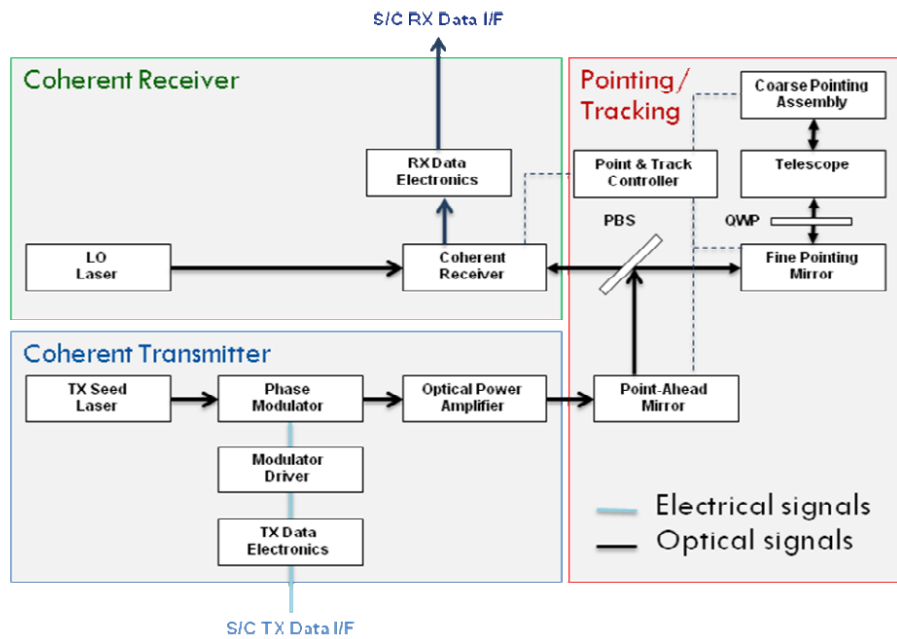 S/C RX Data I/F
Coherent Receiver
Pointing/
Tracking
Coarse Pointing
Assembly
RX Data
Electronics
Point & Track
Controller
Telescope
PBS
QWP
LO
Laser
Coherent
Receiver
Fine Pointing
Mirror
Coherent Transmitter
TX Seed
Laser
Phase
Modulator
Optical Power
Amplifier
Point-Ahead
Mirror
Modulator
Driver
TX Data
Electronics
Electrical signals
Optical signals
S/C TX Data I/F